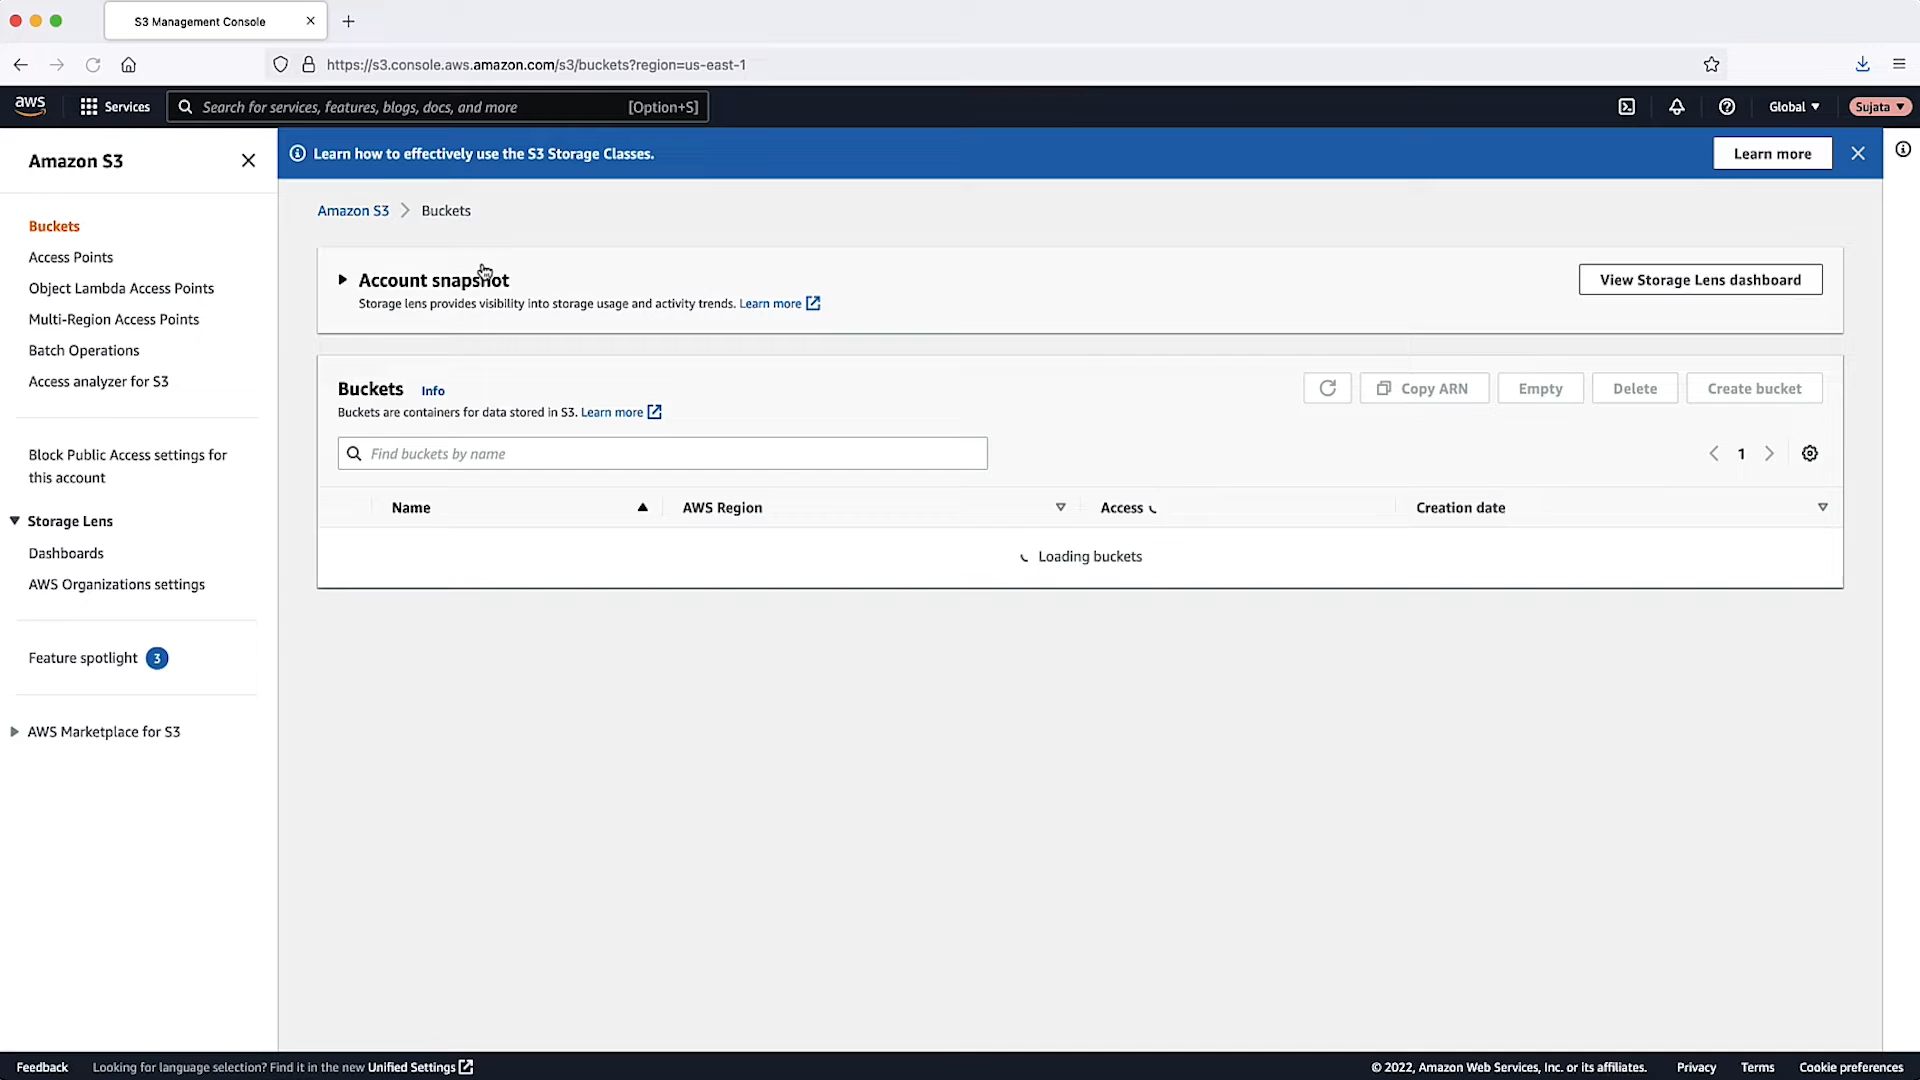 S3 Management Console
https://s3.console.aws.amazon.com/s3/buckets?region=us-east-1
aws
Services
Search for services, features, blogs, docs, and more
[Option+S]
Global
Sujata
Amazon S3
Learn how to effectively use the S3 Storage Classes.
Learn more
Amazon S3 > Buckets
Buckets
Access Points
Object Lambda Access Points
Multi-Region Access Points
Batch Operations
Access analyzer for S3
Block Public Access settings for
this account
Storage Lens
Dashboards
AWS Organizations settings
Feature spotlight 3
AWS Marketplace for S3
Account snapshot
Storage lens provides visibility into storage usage and activity trends. Learn more
View Storage Lens dashboard
Buckets Info
Buckets are containers for data stored in S3. Learn more
Copy ARN
Empty
Delete
Create bucket
Find buckets by name
1
Name
AWS Region
Access
Creation date
Loading buckets
Feedback
Looking for language selection? Find it in the new Unified Settings
© 2022, Amazon Web Services, Inc. or its affiliates.
Privacy
Terms
Cookie preferences